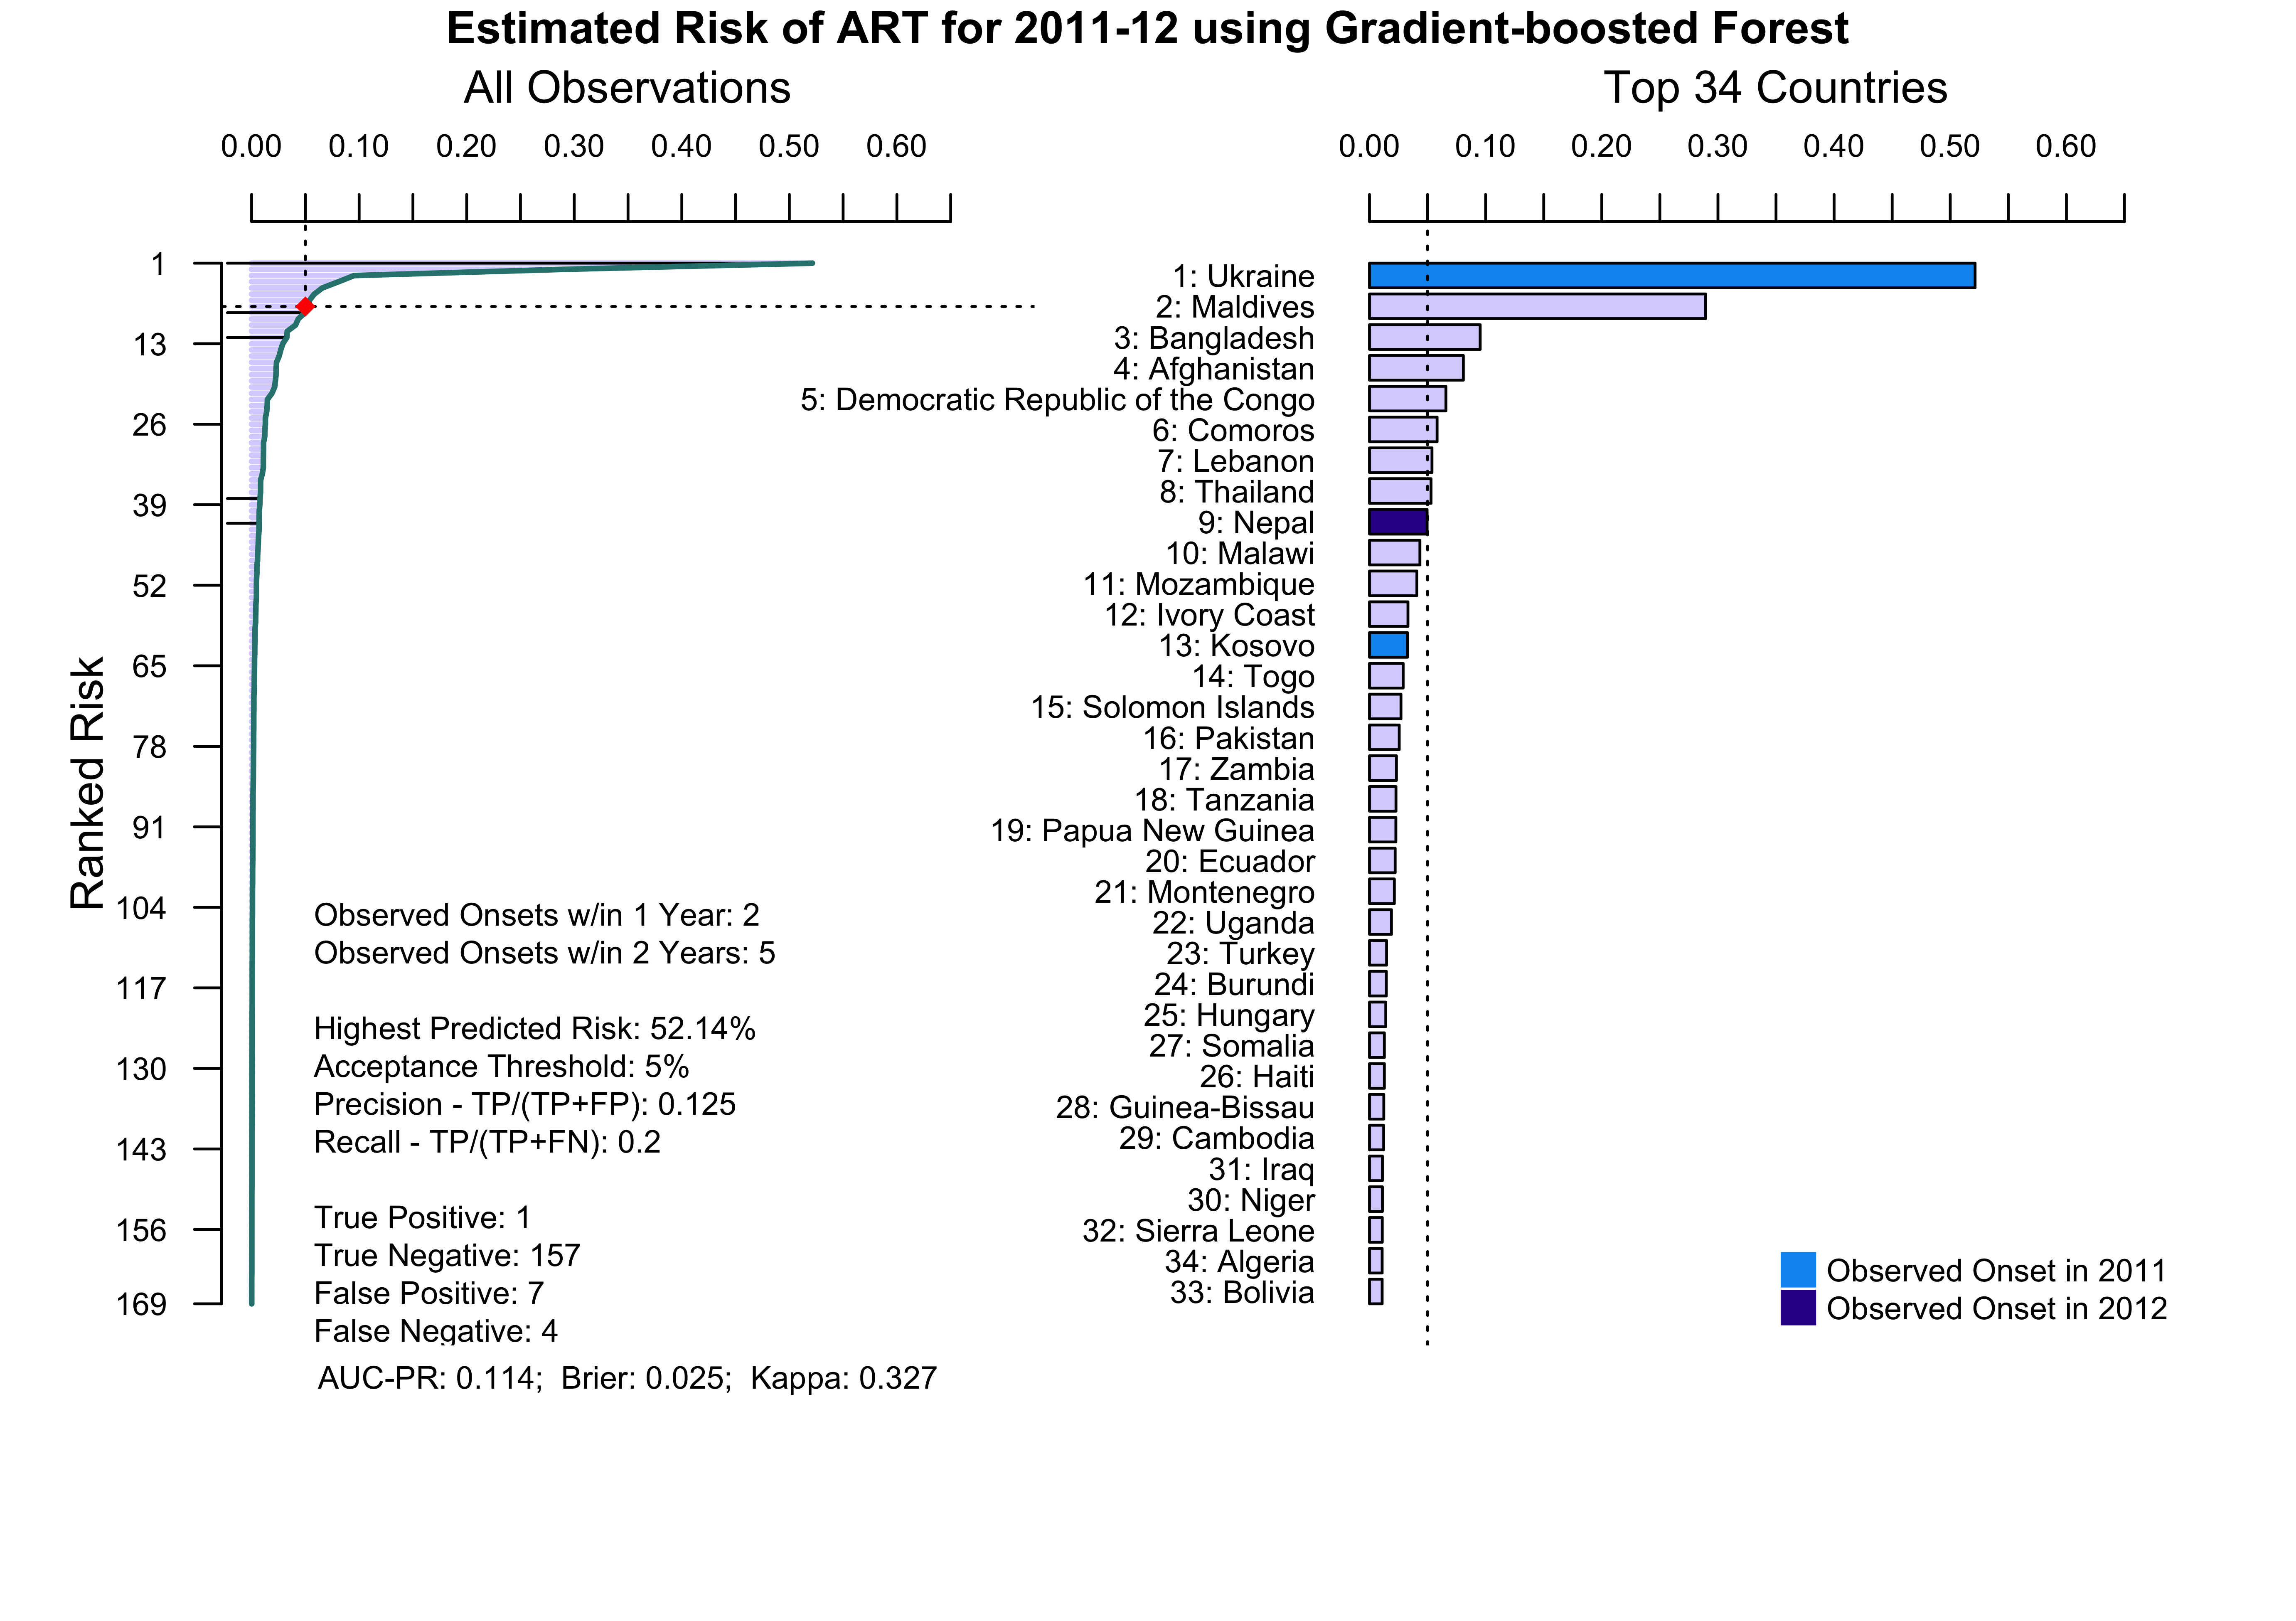 Estimated Risk of ART for 2011-12 using Gradient-boosted Forest
All Observations
0.00 0.10 0.20 0.30 0.40 0.50 0.60
Ranked Risk
1
13
26
39
52
65
78
91
104
117
130
143
156
169
Observed Onsets w/in 1 Year: 2
Observed Onsets w/in 2 Years: 5
Highest Predicted Risk: 52.14%
Acceptance Threshold: 5%
Precision - TP/(TP+FP): 0.125
Recall - TP/(TP+FN): 0.2
True Positive: 1
True Negative: 157
False Positive: 7
False Negative: 4
AUC-PR: 0.114; Brier: 0.025; Kappa: 0.327
Top 34 Countries
0.00 0.10 0.20 0.30 0.40 0.50 0.60
1: Ukraine
2: Maldives
3: Bangladesh
4: Afghanistan
5: Democratic Republic of the Congo
6: Comoros
7: Lebanon
8: Thailand
9: Nepal
10: Malawi
11: Mozambique
12: Ivory Coast
13: Kosovo
14: Togo
15: Solomon Islands
16: Pakistan
17: Zambia
18: Tanzania
19: Papua New Guinea
20: Ecuador
21: Montenegro
22: Uganda
23: Turkey
24: Burundi
25: Hungary
27: Somalia
26: Haiti
28: Guinea-Bissau
29: Cambodia
31: Iraq
30: Niger
32: Sierra Leone
34: Algeria
33: Bolivia
Observed Onset in 2011
Observed Onset in 2012